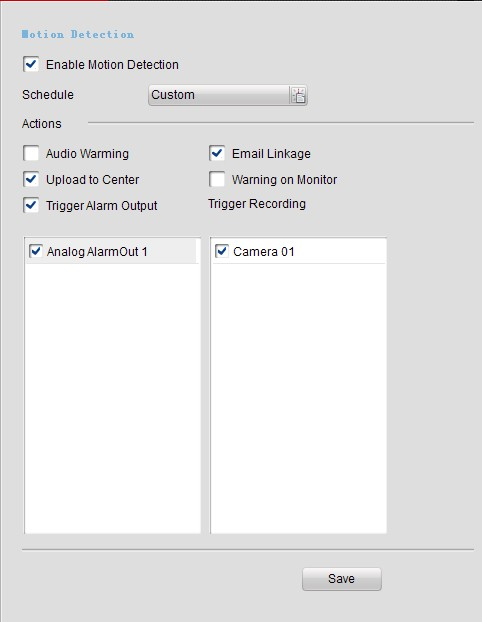 Motion Detection
Enable Motion Detection
Schedule Custom
Actions
Audio Warming Email Linkage
Upload to Center Warning on Monitor
Trigger Alarm Output Trigger Recording
Analog AlarmOut 1 Camera 01
Save